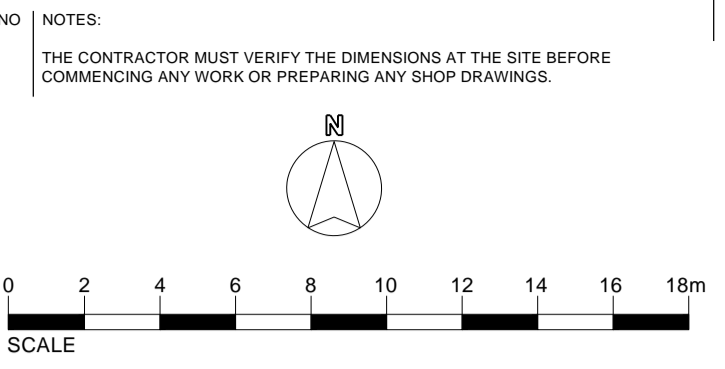 NO NOTES:
THE CONTRACTOR MUST VERIFY THE DIMENSIONS AT THE SITE BEFORE
COMMENCING ANY WORK OR PREPARING ANY SHOP DRAWINGS.
N
0 2 4 6 8 10 12 14 16 18m
SCALE